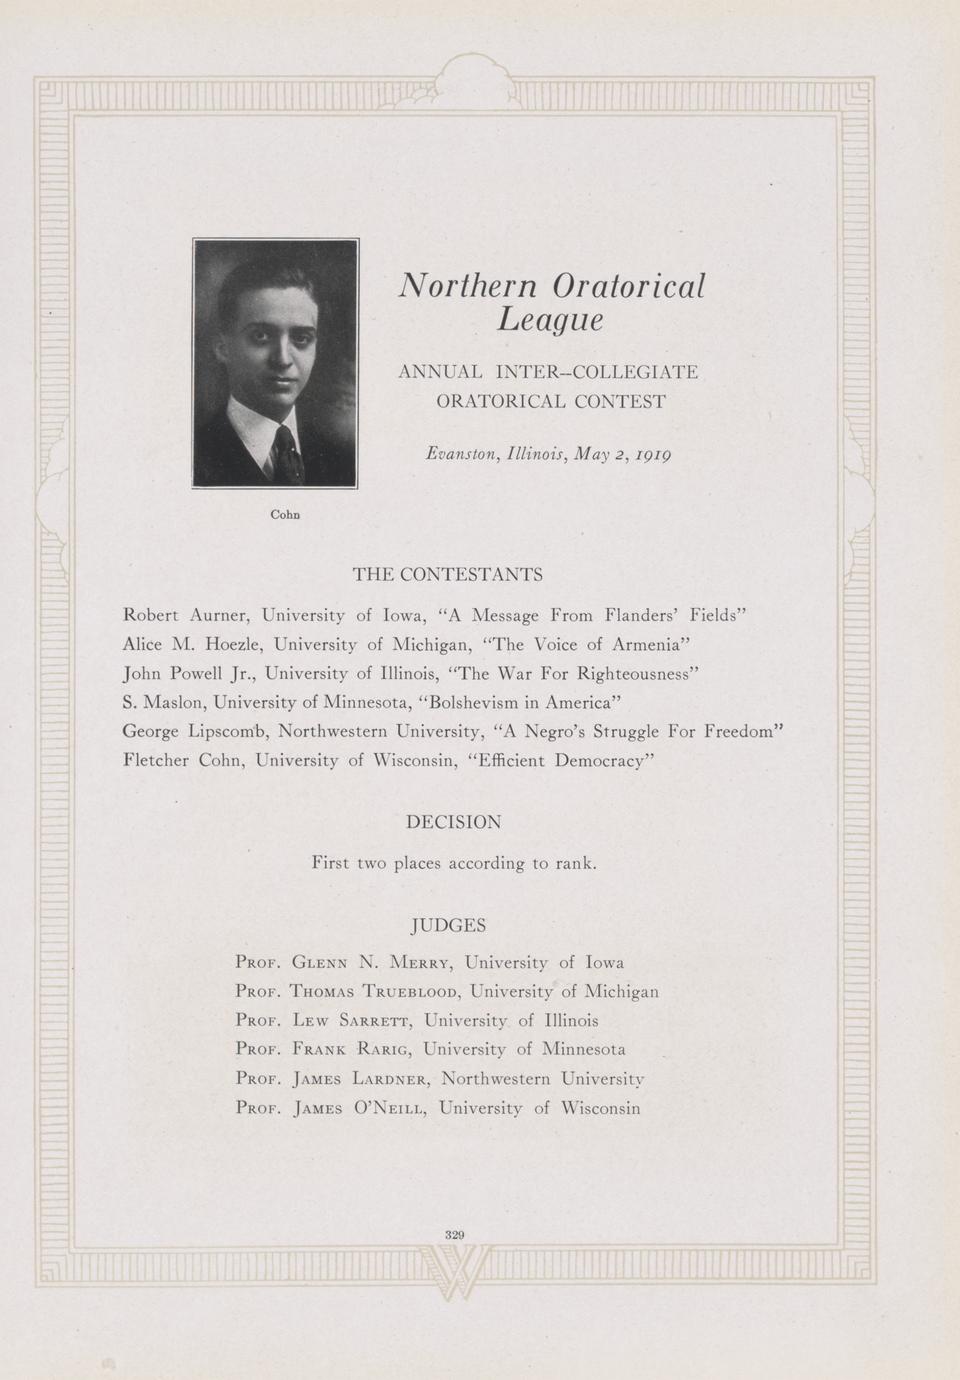 Northern Oratorical
League
ANNUAL INTER-COLLEGIATE
ORATORICAL CONTEST
Evanston, Illinois, May 2, 1919
Cohn
THE CONTESTANTS
Robert Aurner, University of Iowa, “A Message From Flanders’ Fields”
Alice M. Hoezle, University of Michigan, “The Voice of Armenia”
John Powell Jr., University of Illinois, “The War For Righteousness”
S. Maslon, University of Minnesota, “Bolshevism in America”
George Lipscomb, Northwestern University, “A Negro’s Struggle For Freedom”
Fletcher Cohn, University of Wisconsin, “Efficient Democracy”
DECISION
First two places according to rank.
JUDGES
Prof. Glenn N. Merry, University of Iowa
Prof. Thomas Trueblood, University of Michigan
Prof. Lew Sarrett, University of Illinois
Prof. Frank Rarig, University of Minnesota
Prof. James Lardner, Northwestern University
Prof. James O’Neill, University of Wisconsin
329
W